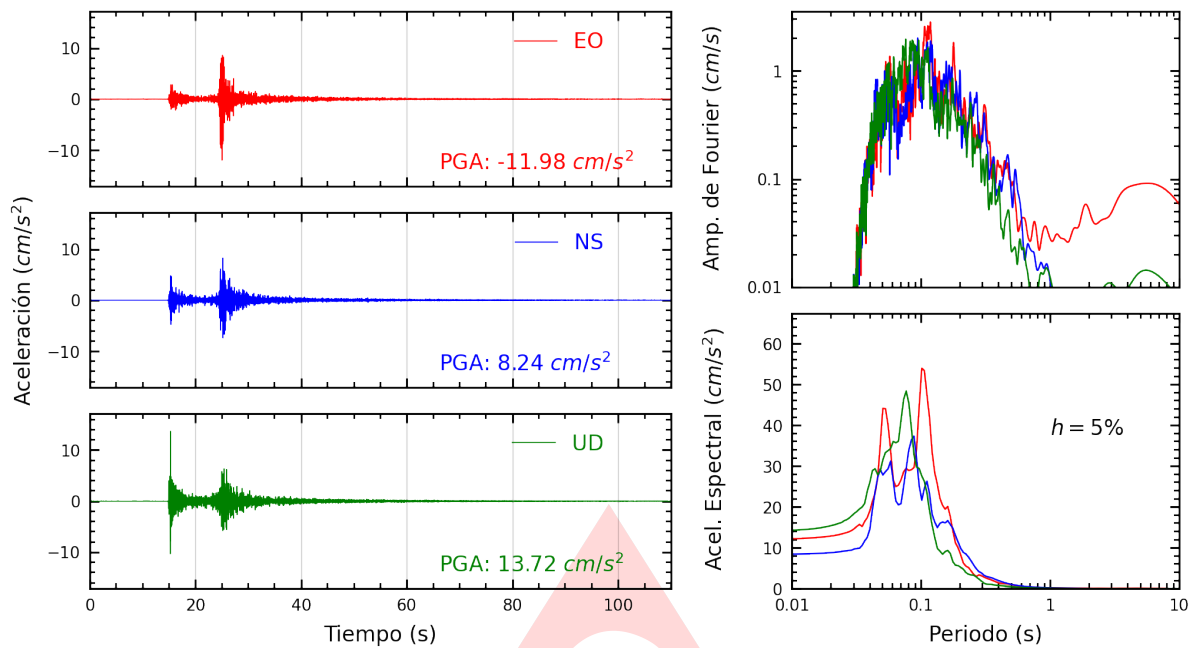 Aceleración (cm/s²)
10
0
−10
EO
PGA: -11.98 cm/s²
10
0
−10
NS
PGA: 8.24 cm/s²
10
0
−10
UD
PGA: 13.72 cm/s²
0 20 40 60 80 100
Tiempo (s)
Amp. de Fourier (cm/s)
1
0.1
0.01
Acel. Espectral (cm/s²)
60
50
40
30
20
10
0
h = 5%
0.01 0.1 1 10
Periodo (s)